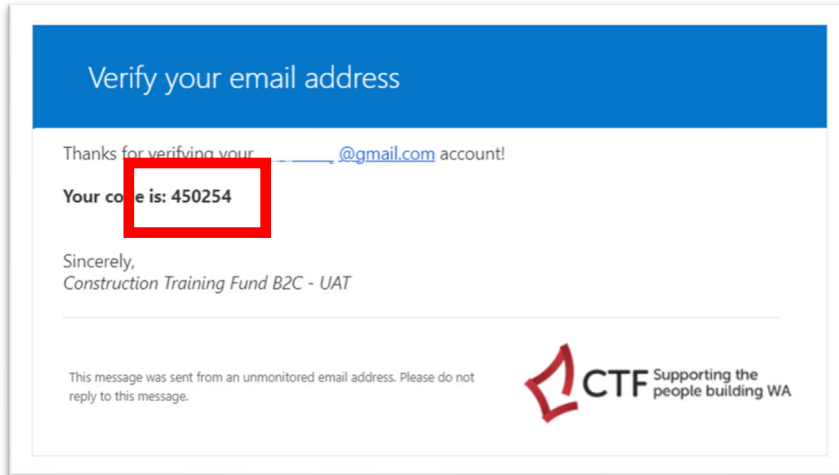 Verify your email address
Thanks for verifying your @gmail.com account!
Your code is: 450254
Sincerely,
Construction Training Fund B2C - UAT
This message was sent from an unmonitored email address. Please do not
reply to this message.
CTF Supporting the
people building WA